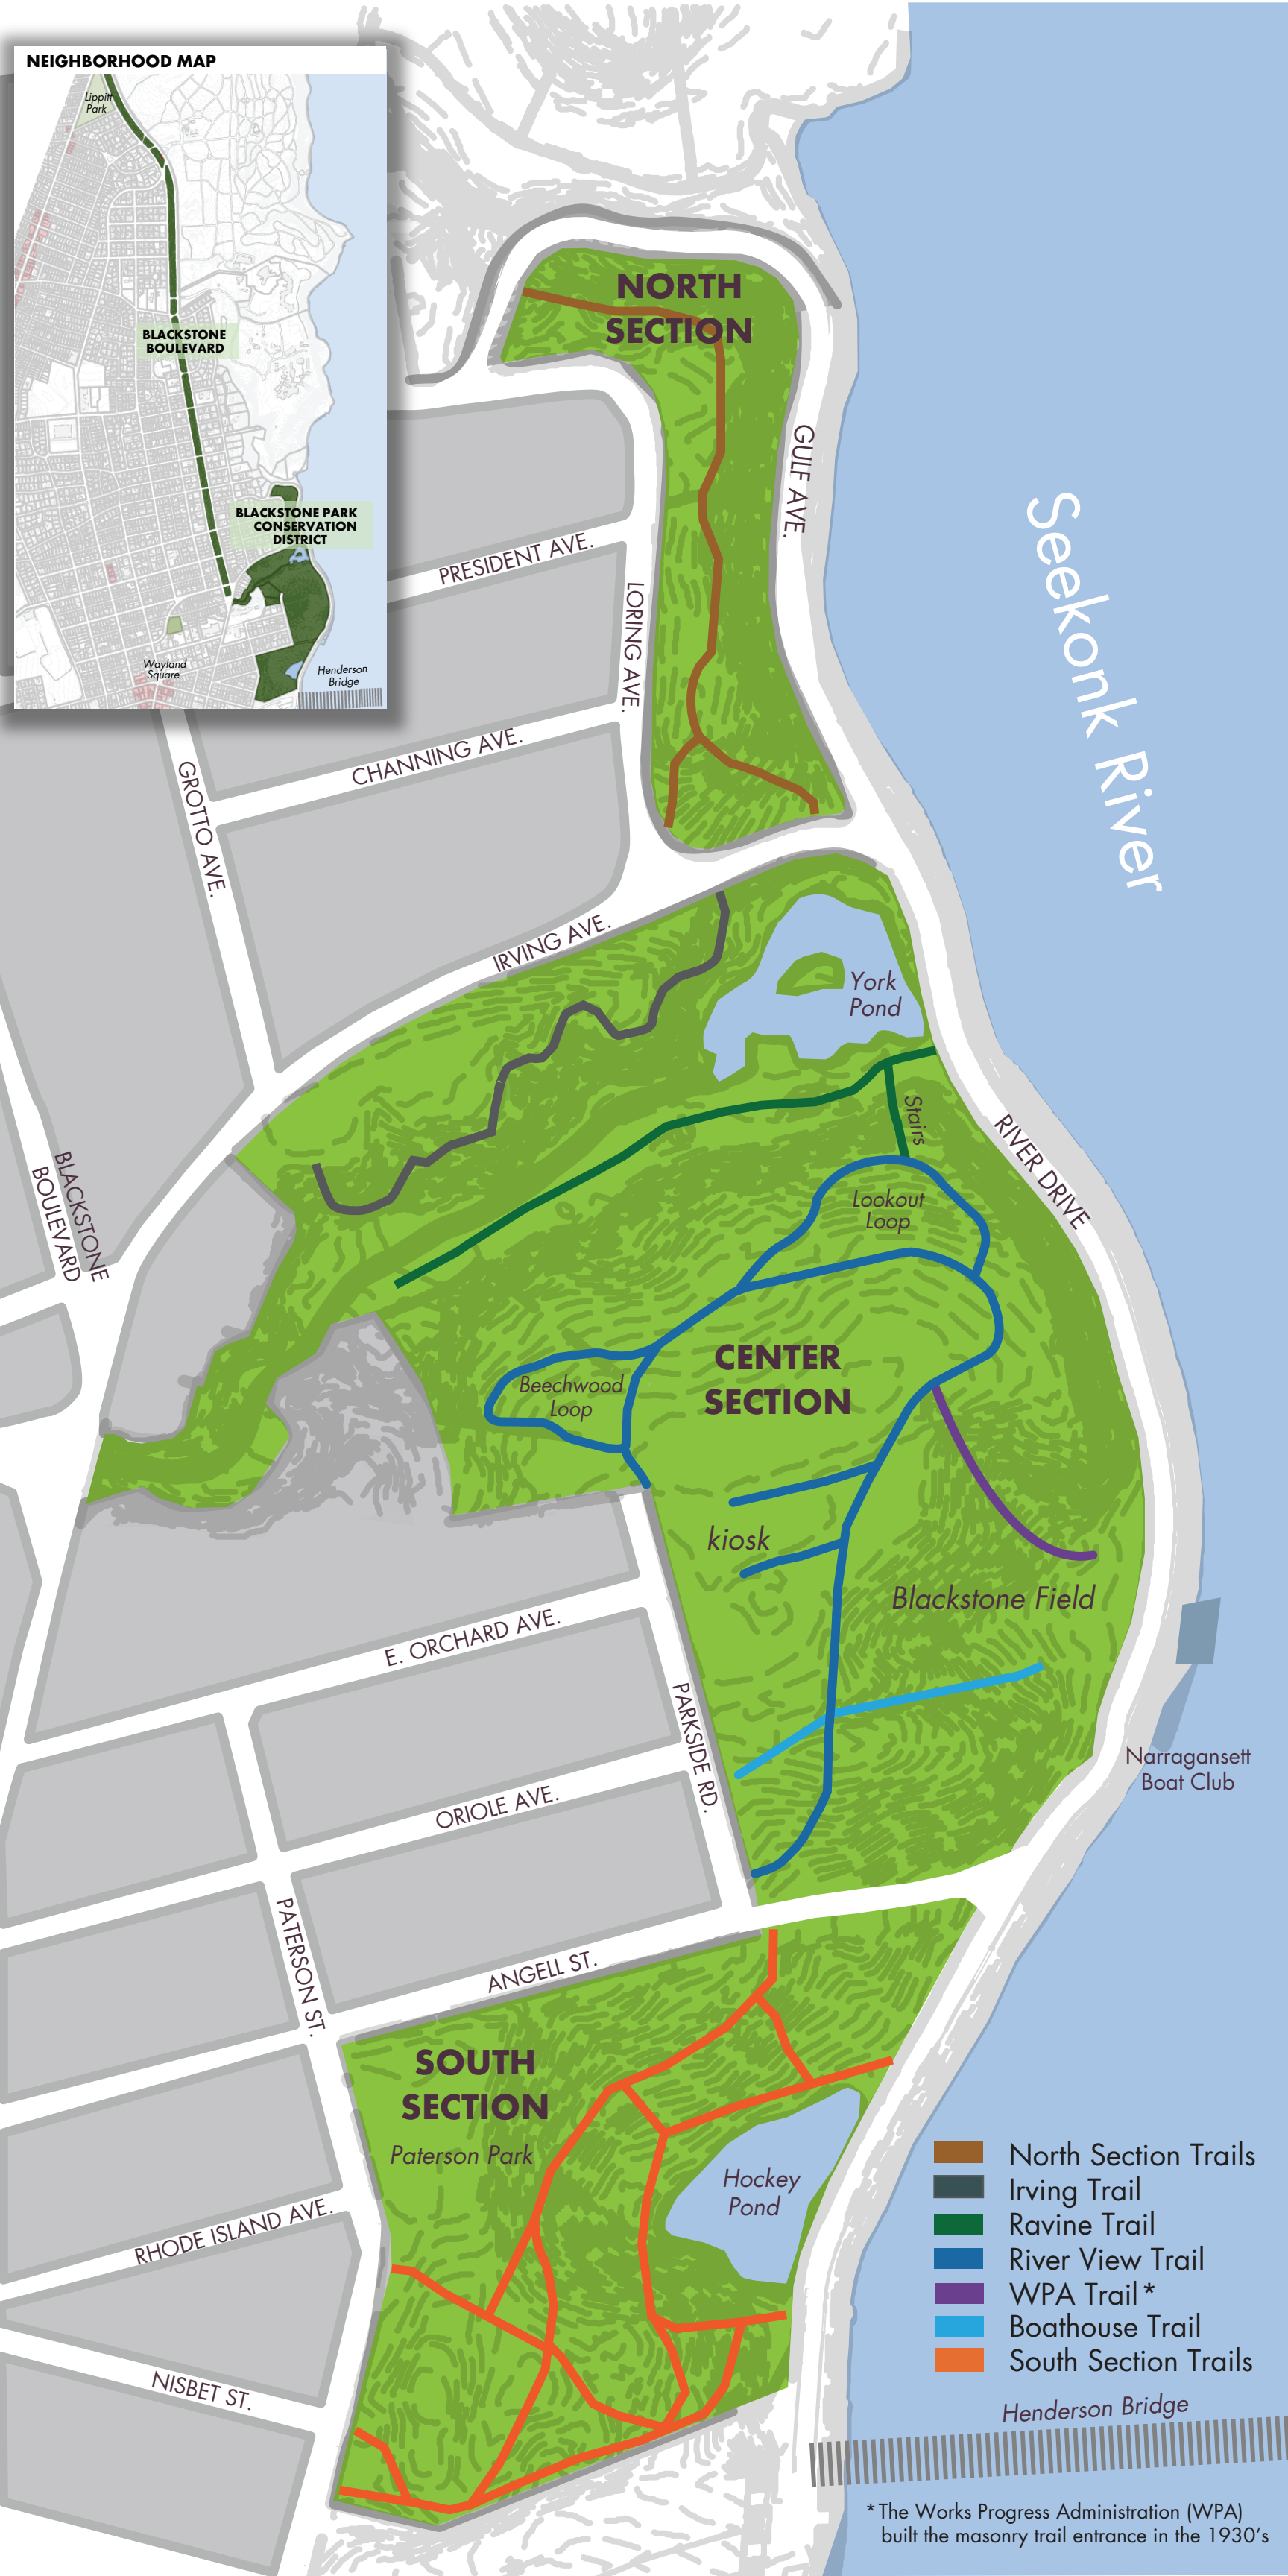 NEIGHBORHOOD MAP
Lippitt
Park
BLACKSTONE
BOULEVARD
BLACKSTONE PARK
CONSERVATION
DISTRICT
Wayland
Square
Henderson
Bridge
NORTH
SECTION
GULF AVE.
PRESIDENT AVE.
LORING AVE.
Seekonk River
CHANNING AVE.
GROTTO AVE.
IRVING AVE.
York
Pond
Stairs
RIVER DRIVE
BLACKSTONE
BOULEVARD
Lookout
Loop
CENTER
SECTION
Beechwood
Loop
kiosk
Blackstone Field
E. ORCHARD AVE.
PARKSIDE RD.
Narragansett
Boat Club
ORIOLE AVE.
PATERSON ST.
ANGELL ST.
SOUTH
SECTION
Paterson Park
Hockey
Pond
RHODE ISLAND AVE.
NISBET ST.
North Section Trails
Irving Trail
Ravine Trail
River View Trail
WPA Trail*
Boathouse Trail
South Section Trails
Henderson Bridge
*The Works Progress Administration (WPA)
built the masonry trail entrance in the 1930's